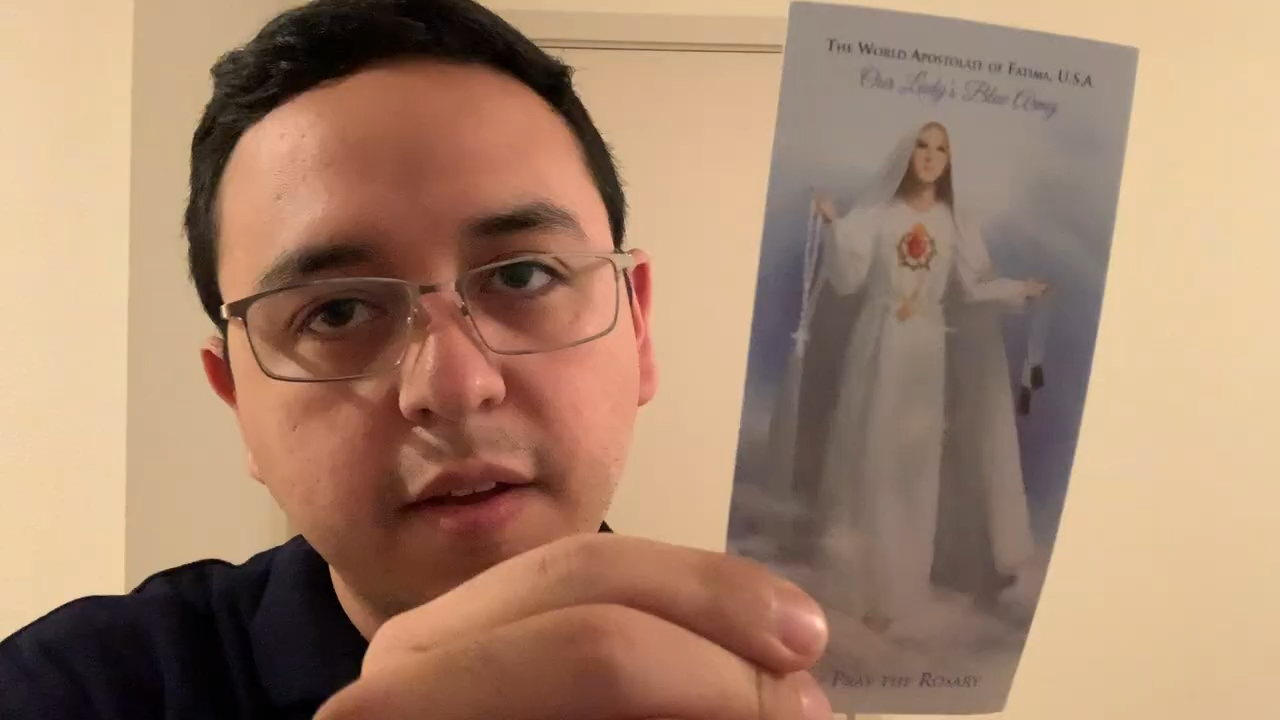 THE WORLD APOSTOLATE OF FATIMA, U.S.A
Our Lady's Blue Army
PRAY THE ROSARY